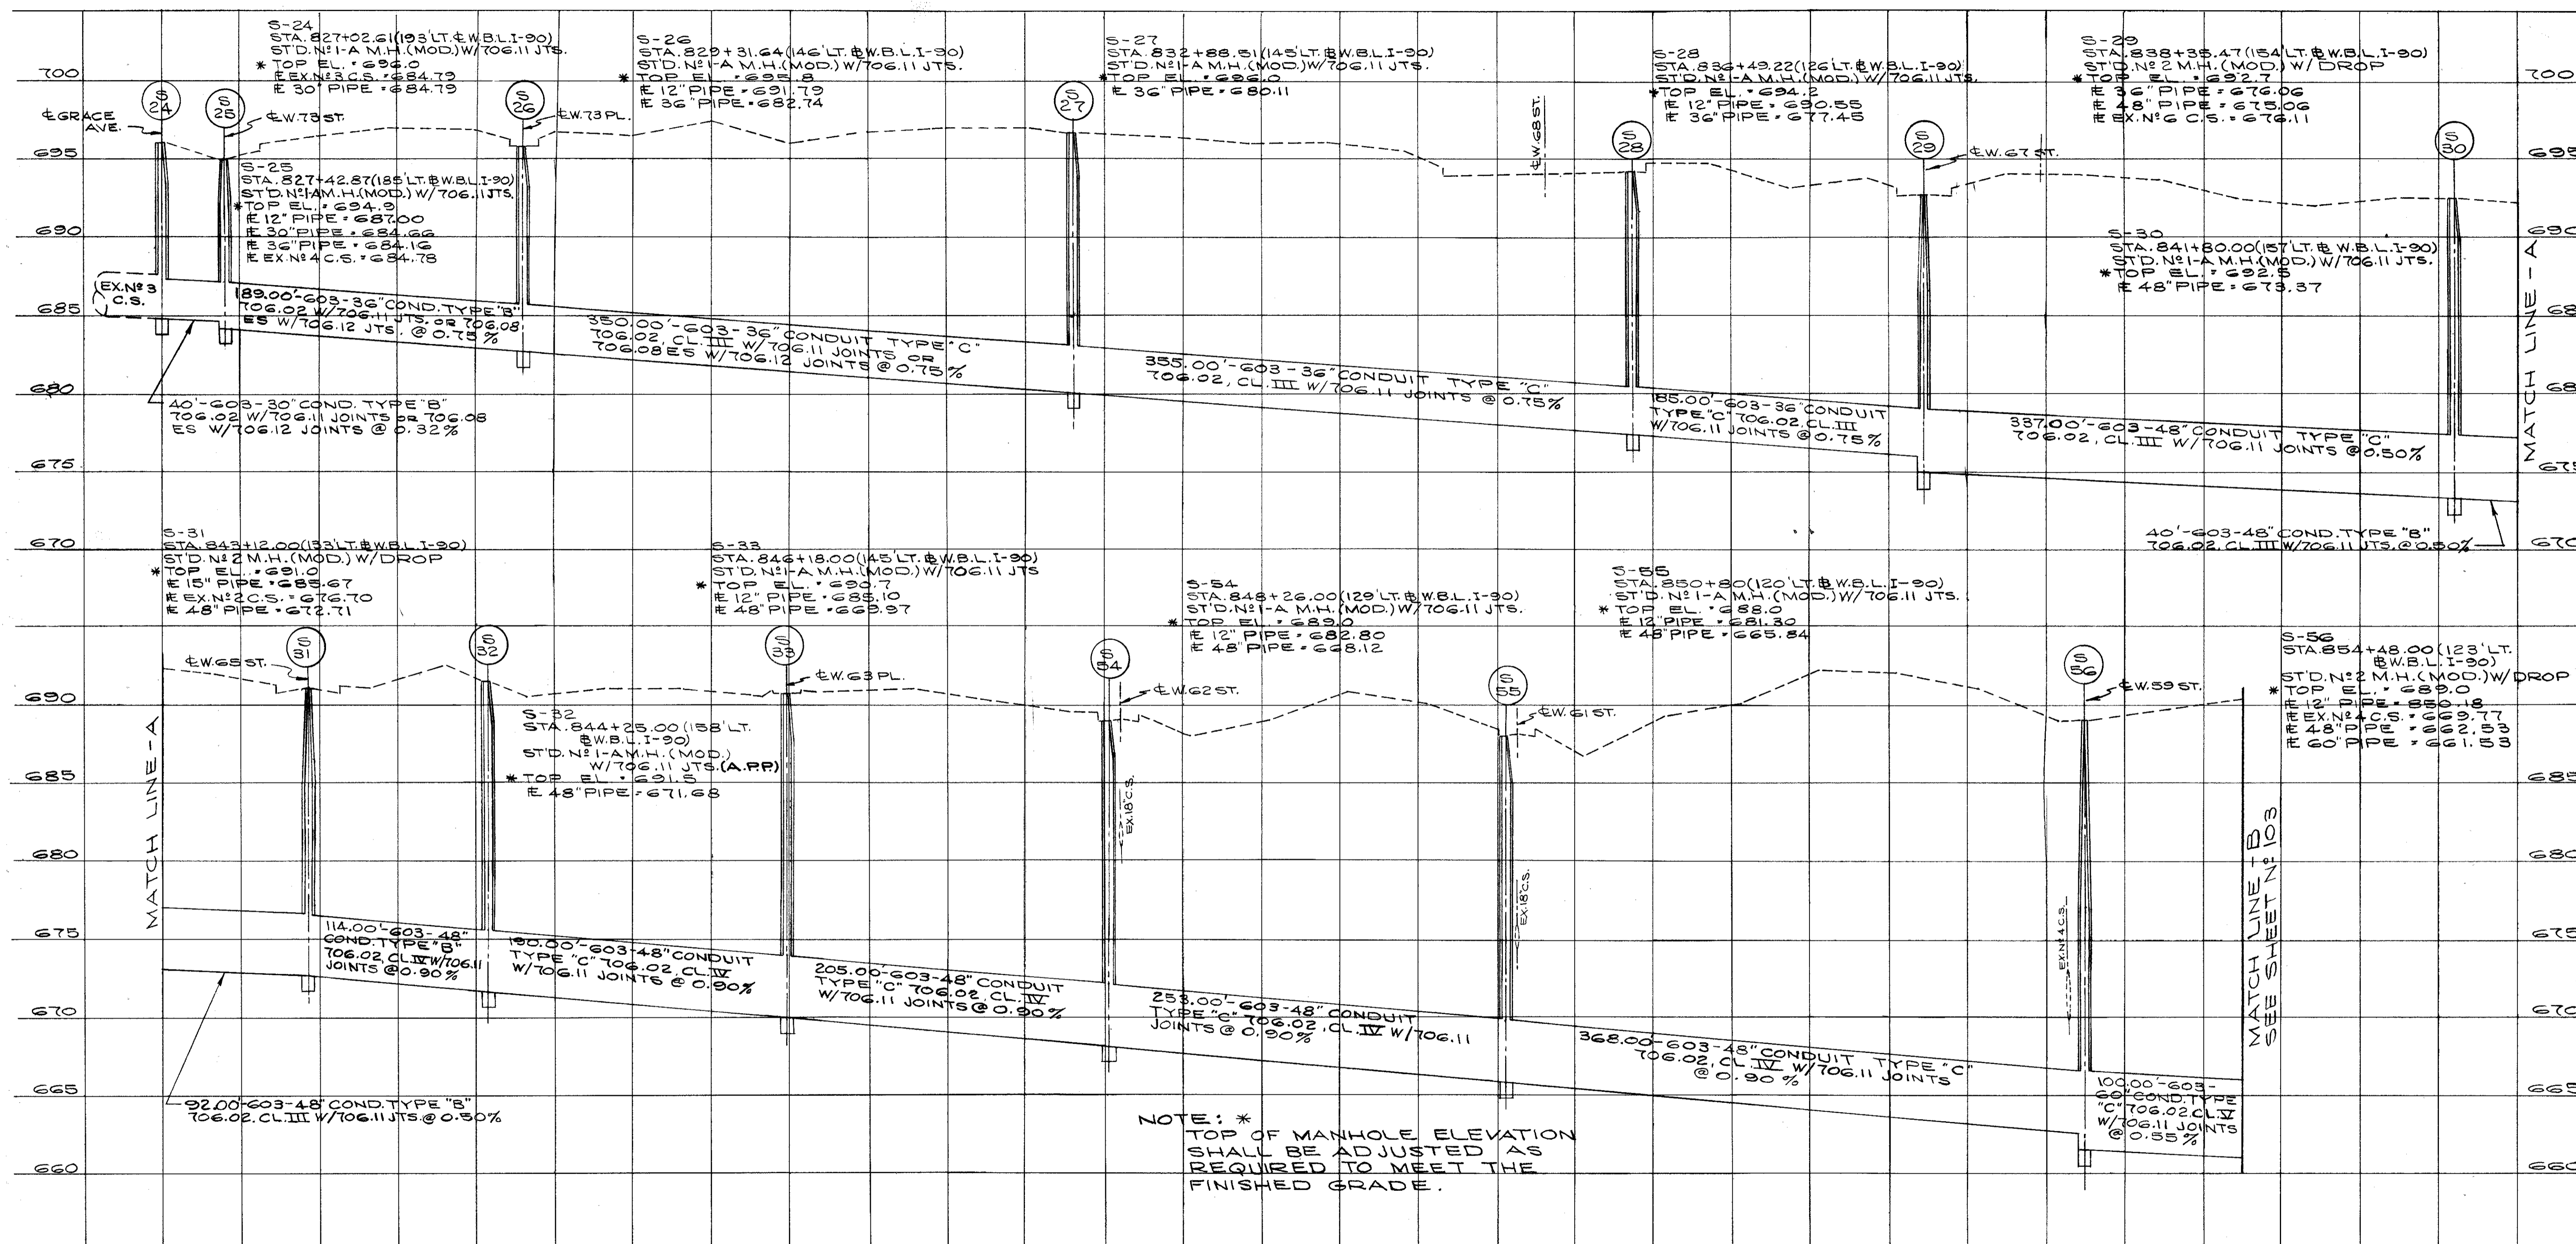 S-24
STA. 827+02.61(193'LT. ℄ W.B.L. I-90)
ST'D. Nº 1-A M.H.(MOD.) W/706.11 JTS.
* TOP EL. = 696.0
℄ EX. Nº 3 C.S. = 684.79
℄ 30" PIPE = 684.79
S-26
STA. 829+31.64(146'LT. ⅊ W.B.L. I-90)
ST'D. Nº 1-A M.H.(MOD.) W/706.11 JTS.
* TOP EL. = 695.8
℄ 12" PIPE = 691.79
℄ 36" PIPE = 682.74
S-27
STA. 832+88.51(145'LT. ⅊ W.B.L. I-90)
ST'D. Nº 1-A M.H.(MOD.) W/706.11 JTS.
* TOP EL. = 696.0
℄ 36" PIPE = 680.11
S-28
STA. 836+49.22(126'LT. ⅊ W.B.L. I-90)
ST'D. Nº 1-A M.H.(MOD.) W/706.11 JTS.
* TOP EL. = 694.2
℄ 12" PIPE = 690.55
℄ 36" PIPE = 677.45
S-29
STA. 838+35.47(154'LT. ⅊ W.B.L. I-90)
ST'D. Nº 2 M.H.(MOD.) W/ DROP
* TOP EL. = 692.7
℄ 36" PIPE = 676.06
℄ 48" PIPE = 675.06
℄ EX. Nº 6 C.S. = 676.11
700
700
S 24
S 25
S 26
S 27
S 28
S 29
S 30
℄ GRACE AVE.
℄ W. 73 ST.
℄ W. 73 PL.
℄ W. 68 ST.
℄ W. 67 ST.
695
695
S-25
STA. 827+42.87(185'LT. ⅊ W.B.L. I-90)
ST'D. Nº 1-A M.H.(MOD.) W/706.11 JTS.
* TOP EL. = 694.9
℄ 12" PIPE = 687.00
℄ 30" PIPE = 684.66
℄ 36" PIPE = 684.16
℄ EX. Nº 4 C.S. = 684.78
690
690
S-30
STA. 841+80.00(157'LT. ⅊ W.B.L. I-90)
ST'D. Nº 1-A M.H.(MOD.) W/706.11 JTS.
* TOP EL. = 692.5
℄ 48" PIPE = 673.37
MATCH LINE-A
EX. Nº 3
C.S.
685
68
189.00'-603-36"COND. TYPE "B"
706.02 W/706.11 JTS. OR 706.08
ES W/706.12 JTS. @ 0.75%
350.00'-603-36" CONDUIT TYPE "C"
706.02, CL. III W/706.11 JOINTS OR
706.08 ES W/706.12 JOINTS @ 0.75%
355.00'-603-36" CONDUIT TYPE "C"
706.02, CL. III W/706.11 JOINTS @ 0.75%
680
68
40'-603-30" COND. TYPE "B"
706.02 W/706.11 JOINTS OR 706.08
ES W/706.12 JOINTS @ 0.32%
185.00'-603-36" CONDUIT
TYPE "C" 706.02, CL. III
W/706.11 JOINTS @ 0.75%
337.00'-603-48" CONDUIT TYPE "C"
706.02, CL. III W/706.11 JOINTS @ 0.50%
675
675
40'-603-48" COND. TYPE "B"
706.02, CL. III W/706.11 JTS. @ 0.50%
670
670
S-31
STA. 843+12.00(133'LT. ⅊ W.B.L. I-90)
ST'D. Nº 2 M.H.(MOD.) W/DROP
* TOP EL. = 691.0
℄ 15" PIPE = 685.67
℄ EX. Nº 2 C.S. = 676.70
℄ 48" PIPE = 672.71
S-33
STA. 846+18.00(145'LT. ⅊ W.B.L. I-90)
ST'D. Nº 1-A M.H.(MOD.) W/706.11 JTS
* TOP EL. = 690.7
℄ 12" PIPE = 685.10
℄ 48" PIPE = 669.97
S-54
STA. 848+26.00(129'LT. ⅊ W.B.L. I-90)
ST'D. Nº 1-A M.H.(MOD.) W/706.11 JTS.
* TOP EL. = 689.0
℄ 12" PIPE = 682.80
℄ 48" PIPE = 668.12
S-55
STA. 850+80(120'LT. ⅊ W.B.L. I-90)
ST'D. Nº 1-A M.H.(MOD.) W/706.11 JTS.
* TOP EL. = 688.0
℄ 12" PIPE = 681.30
℄ 48" PIPE = 665.84
S-56
STA. 854+48.00(123'LT.
⅊ W.B.L. I-90)
ST'D. Nº 2 M.H.(MOD.) W/DROP
* TOP EL. = 689.0
℄ 12" PIPE = 850.18
℄ EX. Nº 4 C.S. = 669.77
℄ 48" PIPE = 662.53
℄ 60" PIPE = 661.53
S 31
S 32
S 33
S 54
S 55
S 56
℄ W. 65 ST.
℄ W. 63 PL.
℄ W. 62 ST.
℄ W. 61 ST.
℄ W. 59 ST.
690
S-32
STA. 844+25.00(158'LT.
⅊ W.B.L. I-90)
ST'D. Nº 1-A M.H.(MOD.)
W/706.11 JTS.(A.P.P.)
* TOP EL. = 691.5
℄ 48" PIPE = 671.68
MATCH LINE-A
685
685
EX.18"C.S.
EX.18"C.S.
EX. Nº 4 C.S.
680
680
MATCH LINE-B
SEE SHEET Nº 103
675
675
114.00'-603-48"
COND. TYPE "B"
706.02, CL. IV W/706.11
JOINTS @ 0.90%
190.00'-603-48" CONDUIT
TYPE "C" 706.02, CL. IV
W/706.11 JOINTS @ 0.90%
205.00'-603-48" CONDUIT
TYPE "C" 706.02, CL. IV
W/706.11 JOINTS @ 0.90%
253.00'-603-48" CONDUIT
TYPE "C" 706.02, CL. IV W/706.11
JOINTS @ 0.90%
670
670
368.00'-603-48" CONDUIT TYPE "C"
706.02, CL. IV W/706.11 JOINTS
@ 0.90 %
665
665
100.00'-603-
60" COND. TYPE
"C" 706.02, CL. V
W/706.11 JOINTS
@ 0.55%
92.00'-603-48" COND. TYPE "B"
706.02, CL. III W/706.11 JTS. @ 0.50%
NOTE: *
TOP OF MANHOLE ELEVATION
SHALL BE ADJUSTED AS
REQUIRED TO MEET THE
FINISHED GRADE.
660
660